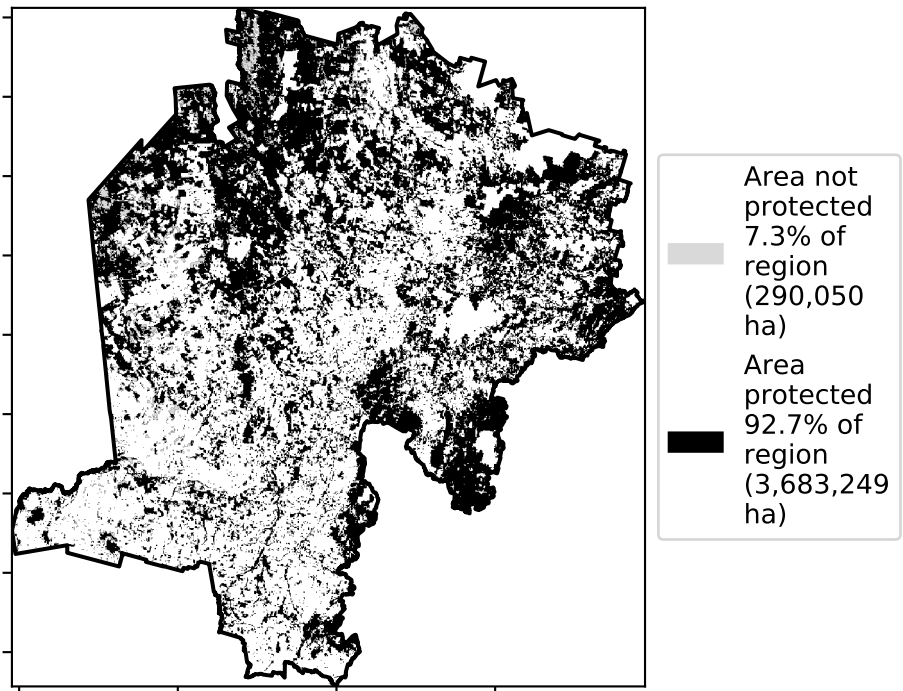 Area not
protected
7.3% of
region
(290,050
ha)
Area
protected
92.7% of
region
(3,683,249
ha)